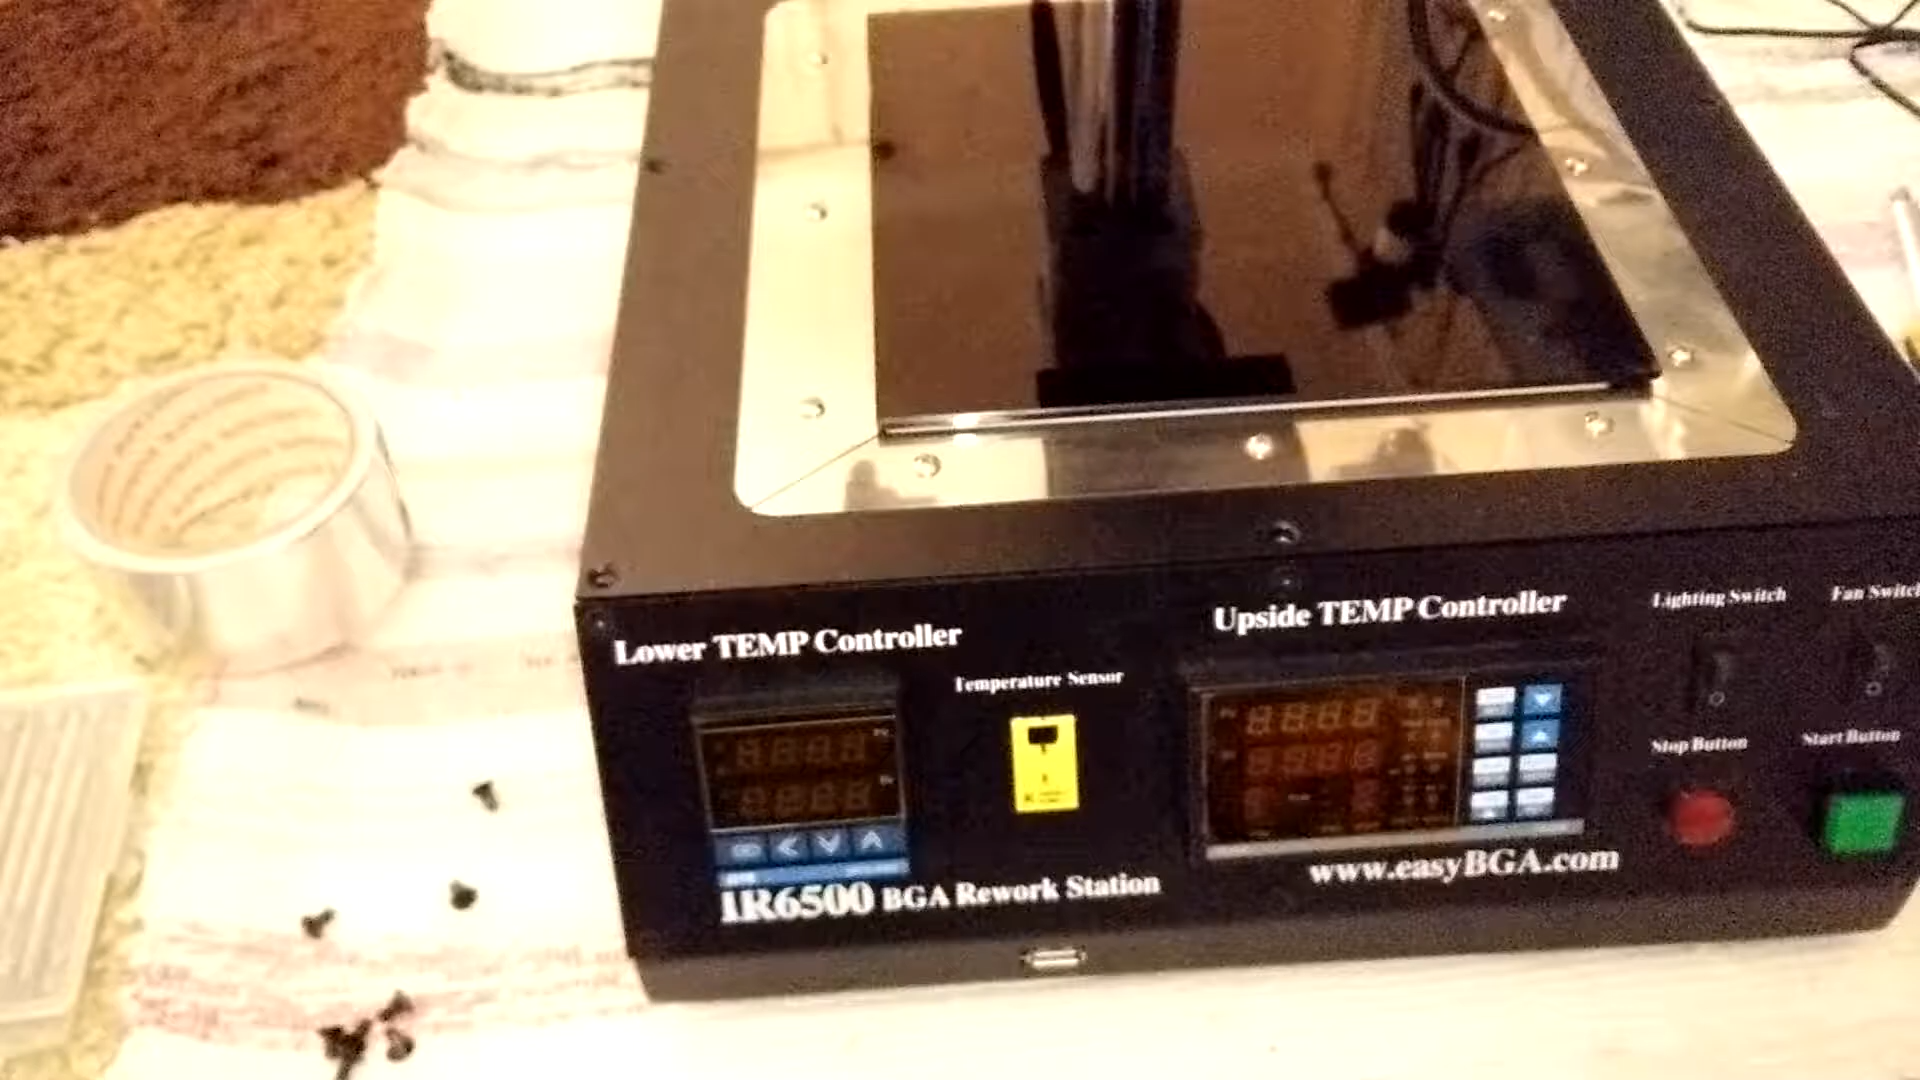 Lower TEMP Controller
Temperature Sensor
Upside TEMP Controller
Lighting Switch
Fan Switch
Stop Button
Start Button
IR6500 BGA Rework Station
www.easyBGA.com